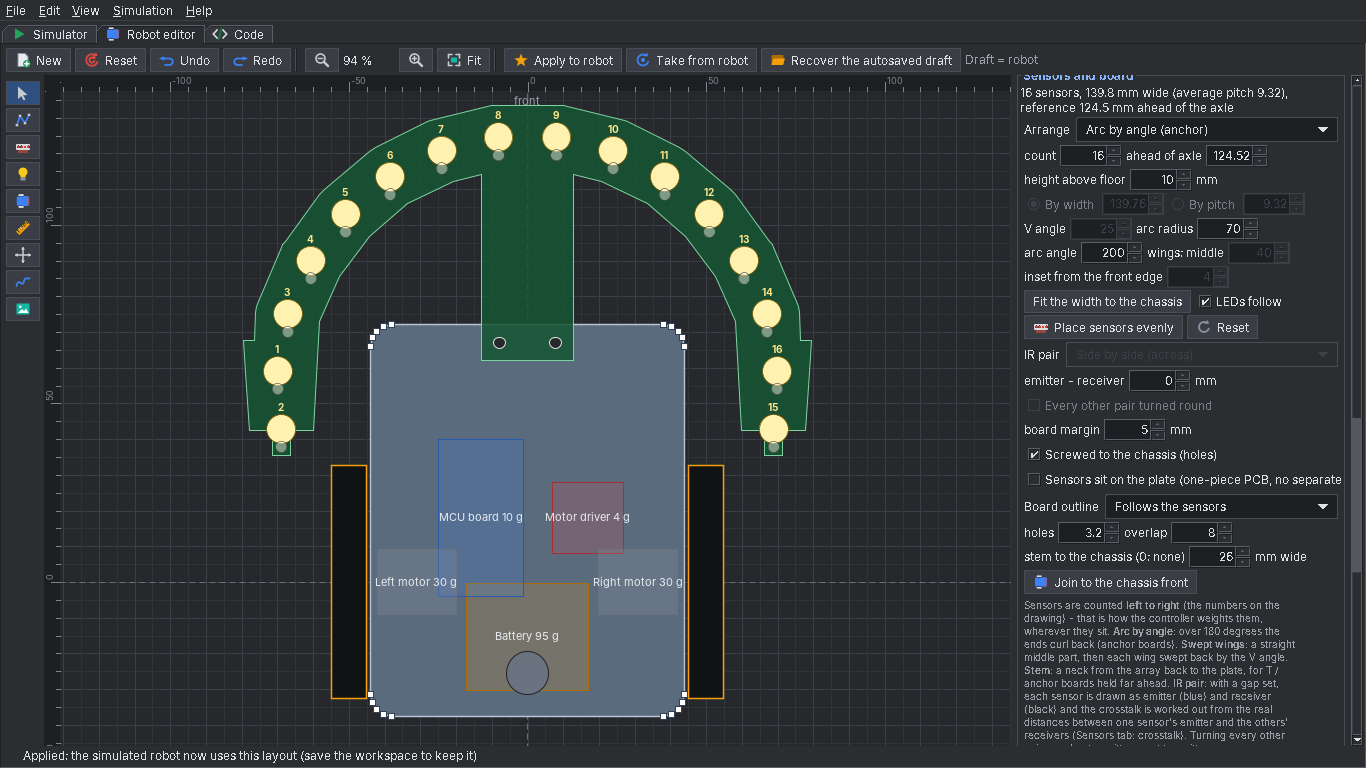 File Edit View Simulation Help
Simulator Robot editor Code
New Reset Undo Redo 94 % Fit Apply to robot Take from robot Recover the autosaved draft Draft = robot
-100 -50 0 50 100
front
8 9
7 10
6 11
5 12
4 13
3 14
1 16
2 15
100
50
0
MCU board 10 g Motor driver 4 g
Left motor 30 g Right motor 30 g
Battery 95 g
Sensors and board
16 sensors, 139.8 mm wide (average pitch 9.32),
reference 124.5 mm ahead of the axle
Arrange Arc by angle (anchor)
count 16 ahead of axle 124.52
height above floor 10 mm
By width 139.76 By pitch 9.32
V angle 25 arc radius 70
arc angle 200 wings: middle 40
inset from the front edge 4
Fit the width to the chassis LEDs follow
Place sensors evenly Reset
IR pair Side by side (across)
emitter - receiver 0 mm
Every other pair turned round
board margin 5 mm
Screwed to the chassis (holes)
Sensors sit on the plate (one-piece PCB, no separate
Board outline Follows the sensors
holes 3.2 overlap 8
stem to the chassis (0: none) 26 mm wide
Join to the chassis front
Sensors are counted left to right (the numbers on the
drawing) - that is how the controller weights them,
wherever they sit. Arc by angle: over 180 degrees the
ends curl back (anchor boards). Swept wings: a straight
middle part, then each wing swept back by the V angle.
Stem: a neck from the array back to the plate, for T /
anchor boards held far ahead. IR pair: with a gap set,
each sensor is drawn as emitter (blue) and receiver
(black) and the crosstalk is worked out from the real
distances between one sensor's emitter and the others'
receivers (Sensors tab: crosstalk). Turning every other
Applied: the simulated robot now uses this layout (save the workspace to keep it)